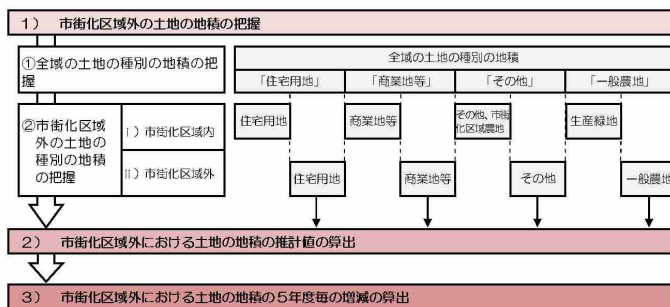 1） 市街化区域外の土地の地積の把握
①全域の土地の種別の地積の把
握
全域の土地の種別の地積
「住宅用地」
「商業地等」
「その他」
「一般農地」
②市街化区域
外の土地の
種別の地積
の把握
ⅰ）市街化区域内
ⅱ）市街化区域外
住宅用地
商業地等
その他、市街
化区域農地
生産緑地
住宅用地
商業地等
その他
一般農地
2） 市街化区域外における土地の地積の推計値の算出
3） 市街化区域外における土地の地積の５年度毎の増減の算出